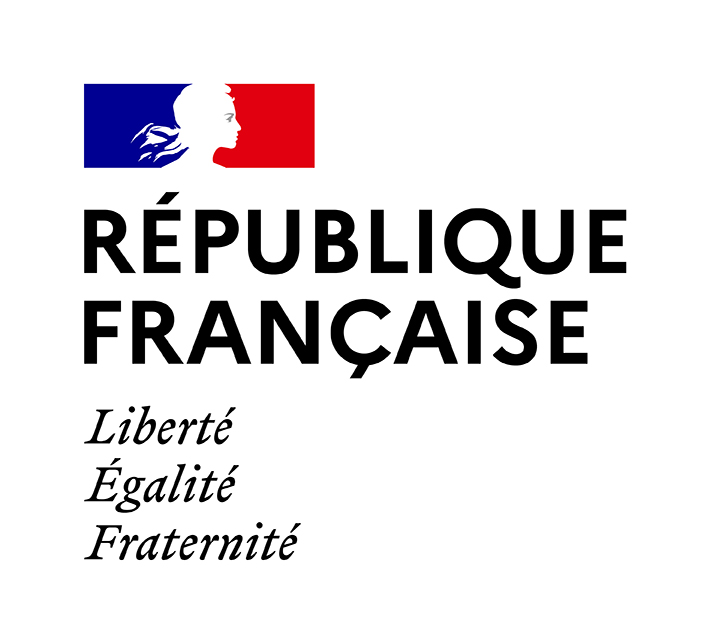 RÉPUBLIQUE
FRANÇAISE
Liberté
Égalité
Fraternité